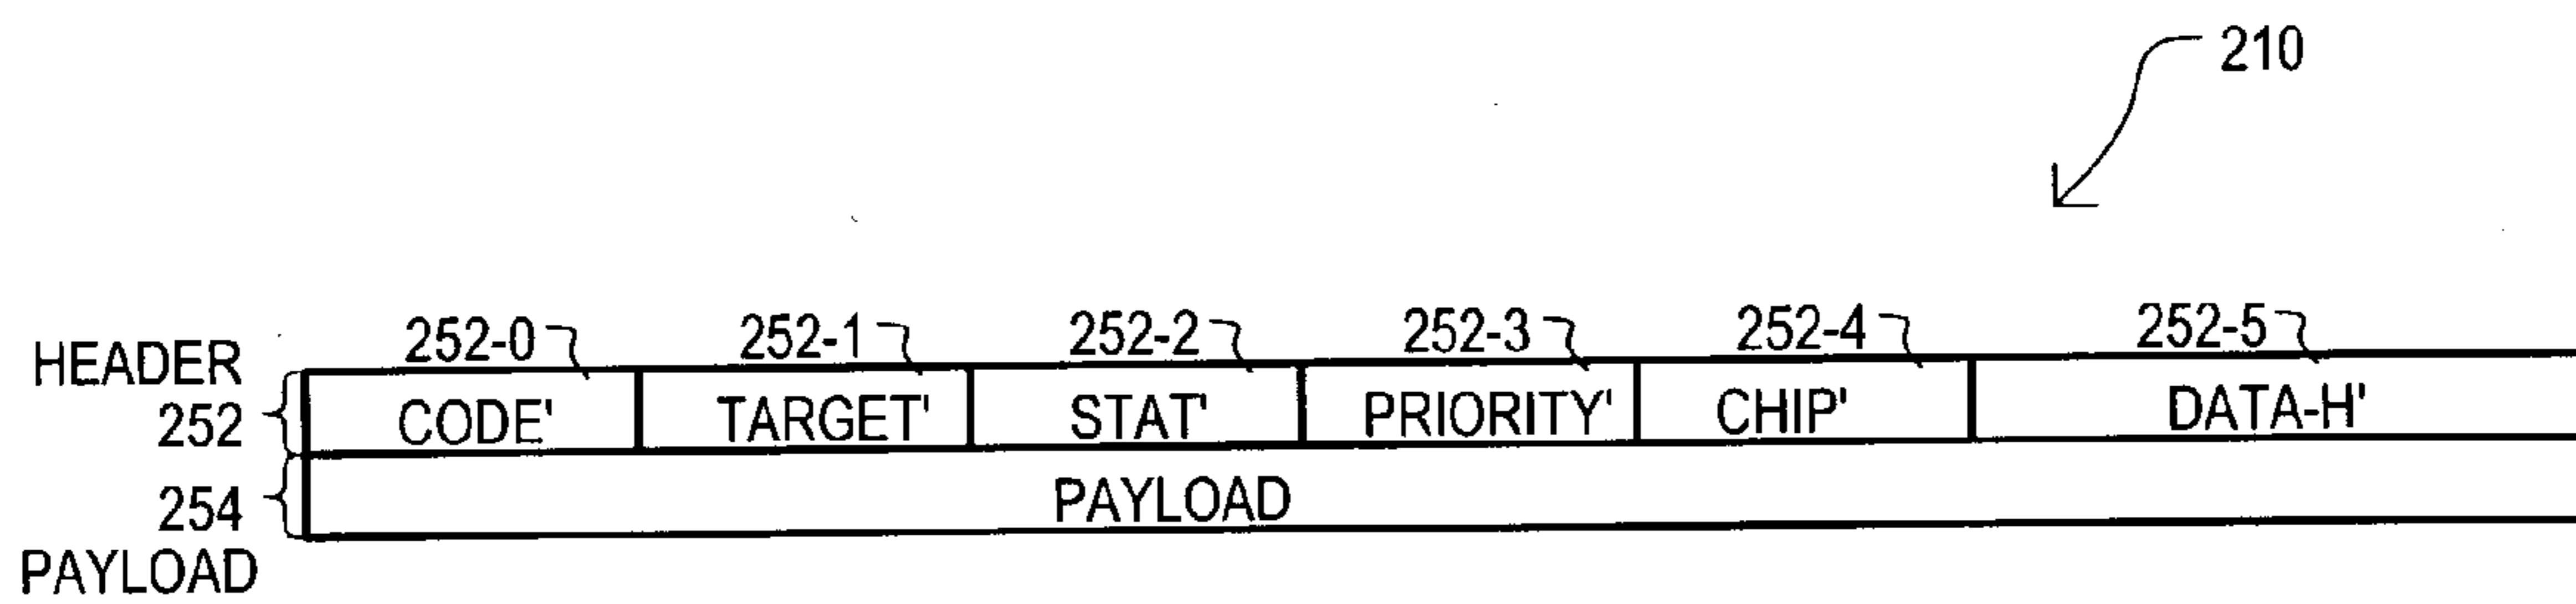 210
252-0 252-1 252-2 252-3 252-4 252-5
HEADER
252
CODE' TARGET' STAT' PRIORITY' CHIP' DATA-H'
254
PAYLOAD
PAYLOAD